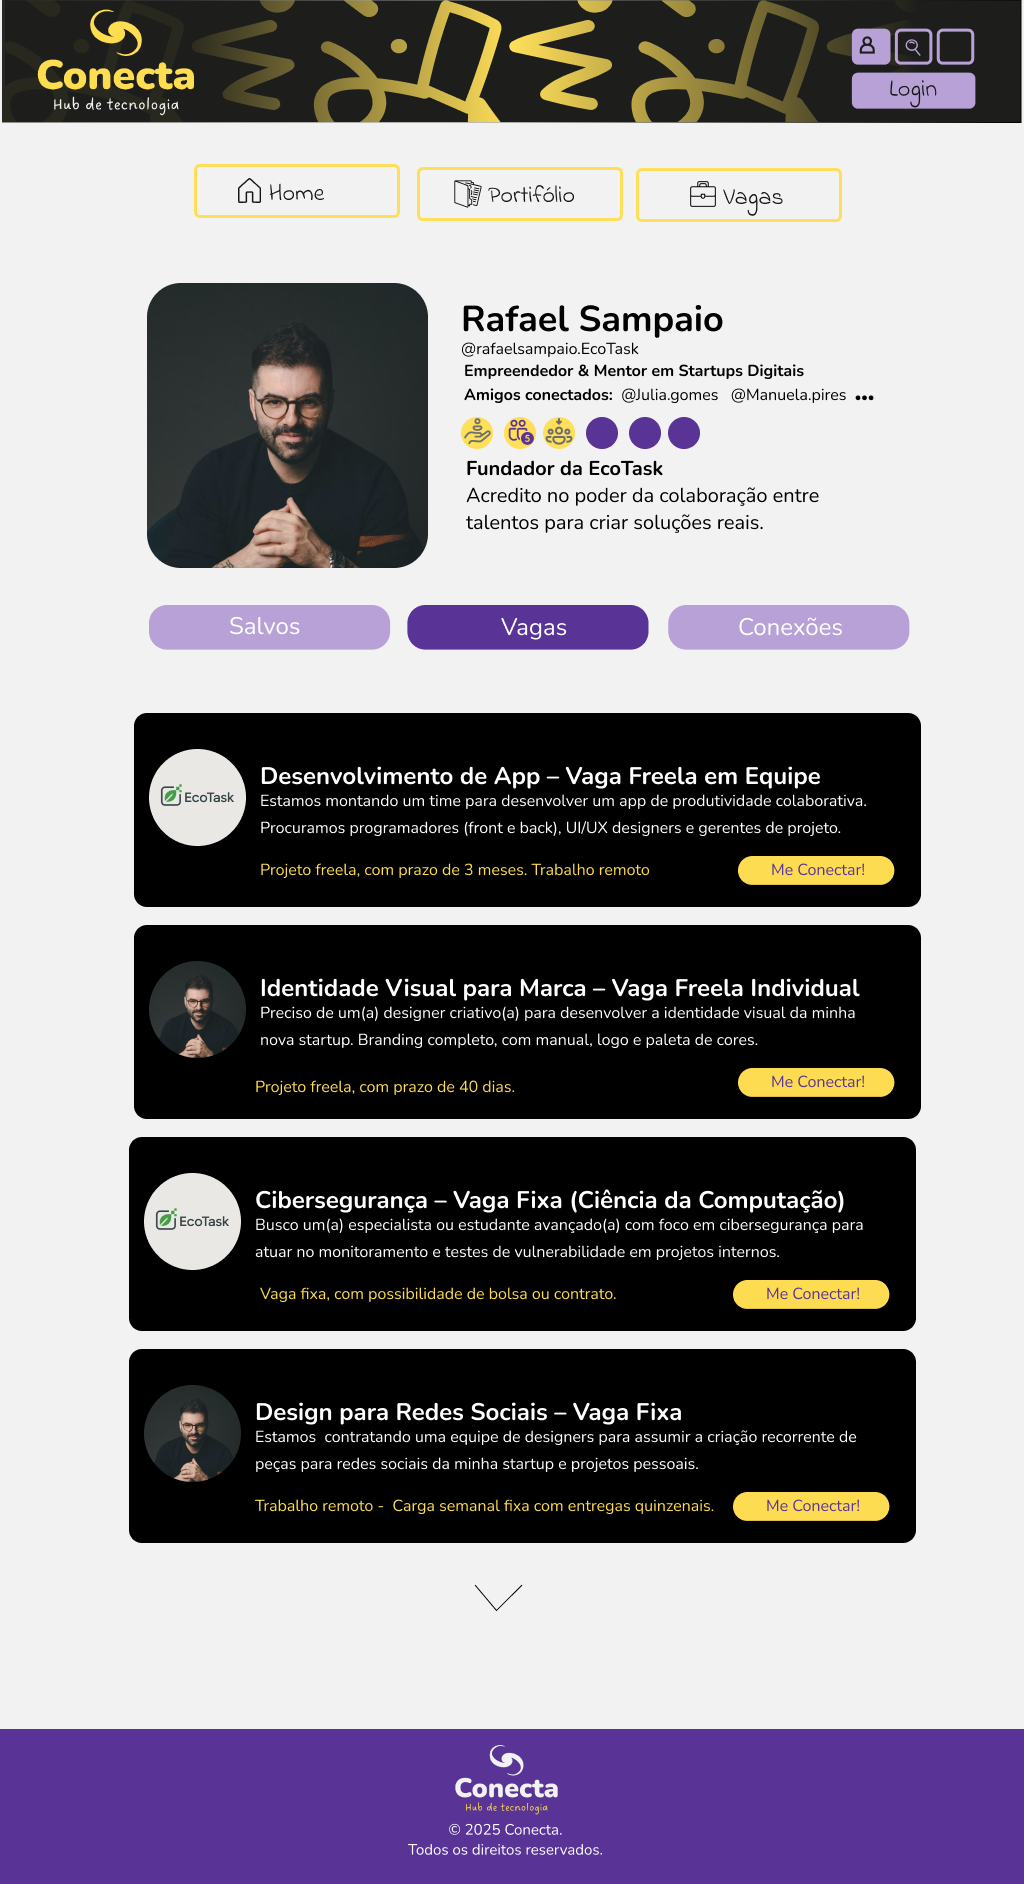 Conecta
Hub de tecnologia
Login
Home
Portifólio
Vagas
Rafael Sampaio
@rafaelsampaio.EcoTask
Empreendedor & Mentor em Startups Digitais
Amigos conectados: @Julia.gomes @Manuela.pires ...
5
Fundador da EcoTask
Acredito no poder da colaboração entre
talentos para criar soluções reais.
Salvos
Vagas
Conexões
EcoTask
Desenvolvimento de App – Vaga Freela em Equipe
Estamos montando um time para desenvolver um app de produtividade colaborativa.
Procuramos programadores (front e back), UI/UX designers e gerentes de projeto.
Projeto freela, com prazo de 3 meses. Trabalho remoto
Me Conectar!
Identidade Visual para Marca – Vaga Freela Individual
Preciso de um(a) designer criativo(a) para desenvolver a identidade visual da minha
nova startup. Branding completo, com manual, logo e paleta de cores.
Projeto freela, com prazo de 40 dias.
Me Conectar!
EcoTask
Cibersegurança – Vaga Fixa (Ciência da Computação)
Busco um(a) especialista ou estudante avançado(a) com foco em cibersegurança para
atuar no monitoramento e testes de vulnerabilidade em projetos internos.
Vaga fixa, com possibilidade de bolsa ou contrato.
Me Conectar!
Design para Redes Sociais – Vaga Fixa
Estamos contratando uma equipe de designers para assumir a criação recorrente de
peças para redes sociais da minha startup e projetos pessoais.
Trabalho remoto - Carga semanal fixa com entregas quinzenais.
Me Conectar!
Conecta
Hub de tecnologia
© 2025 Conecta.
Todos os direitos reservados.